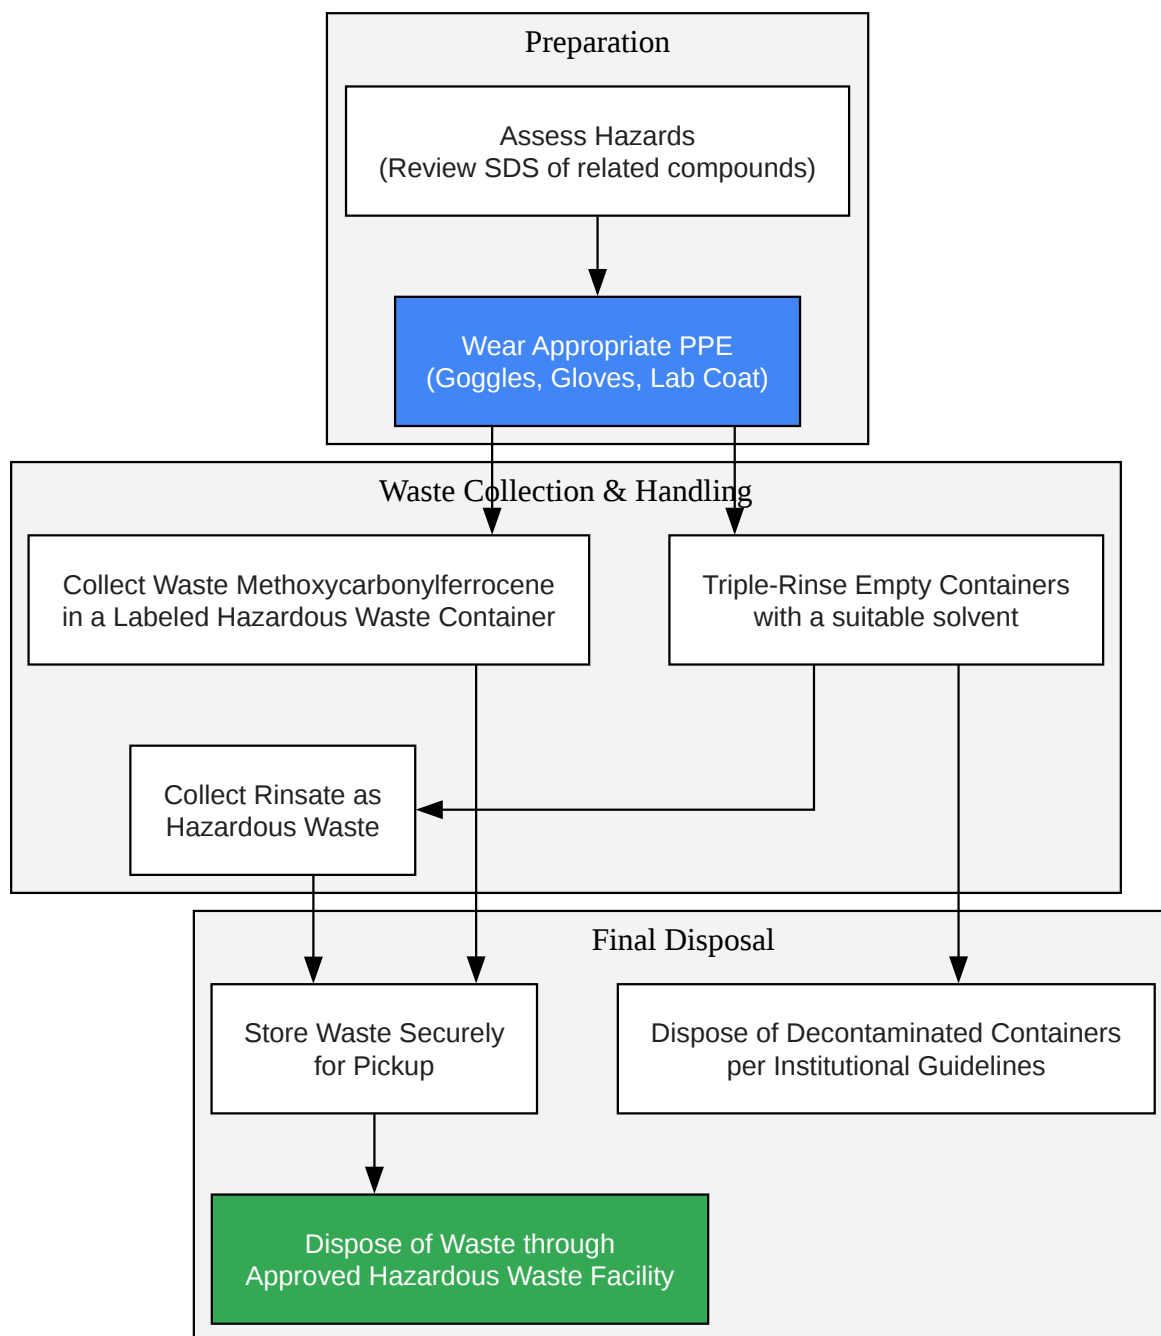 Preparation
Assess Hazards
(Review SDS of related compounds)
Wear Appropriate PPE
(Goggles, Gloves, Lab Coat)
Waste Collection & Handling
Collect Waste Methoxycarbonylferrocene
in a Labeled Hazardous Waste Container
Triple-Rinse Empty Containers
with a suitable solvent
Collect Rinsate as
Hazardous Waste
Final Disposal
Store Waste Securely
for Pickup
Dispose of Decontaminated Containers
per Institutional Guidelines
Dispose of Waste through
Approved Hazardous Waste Facility